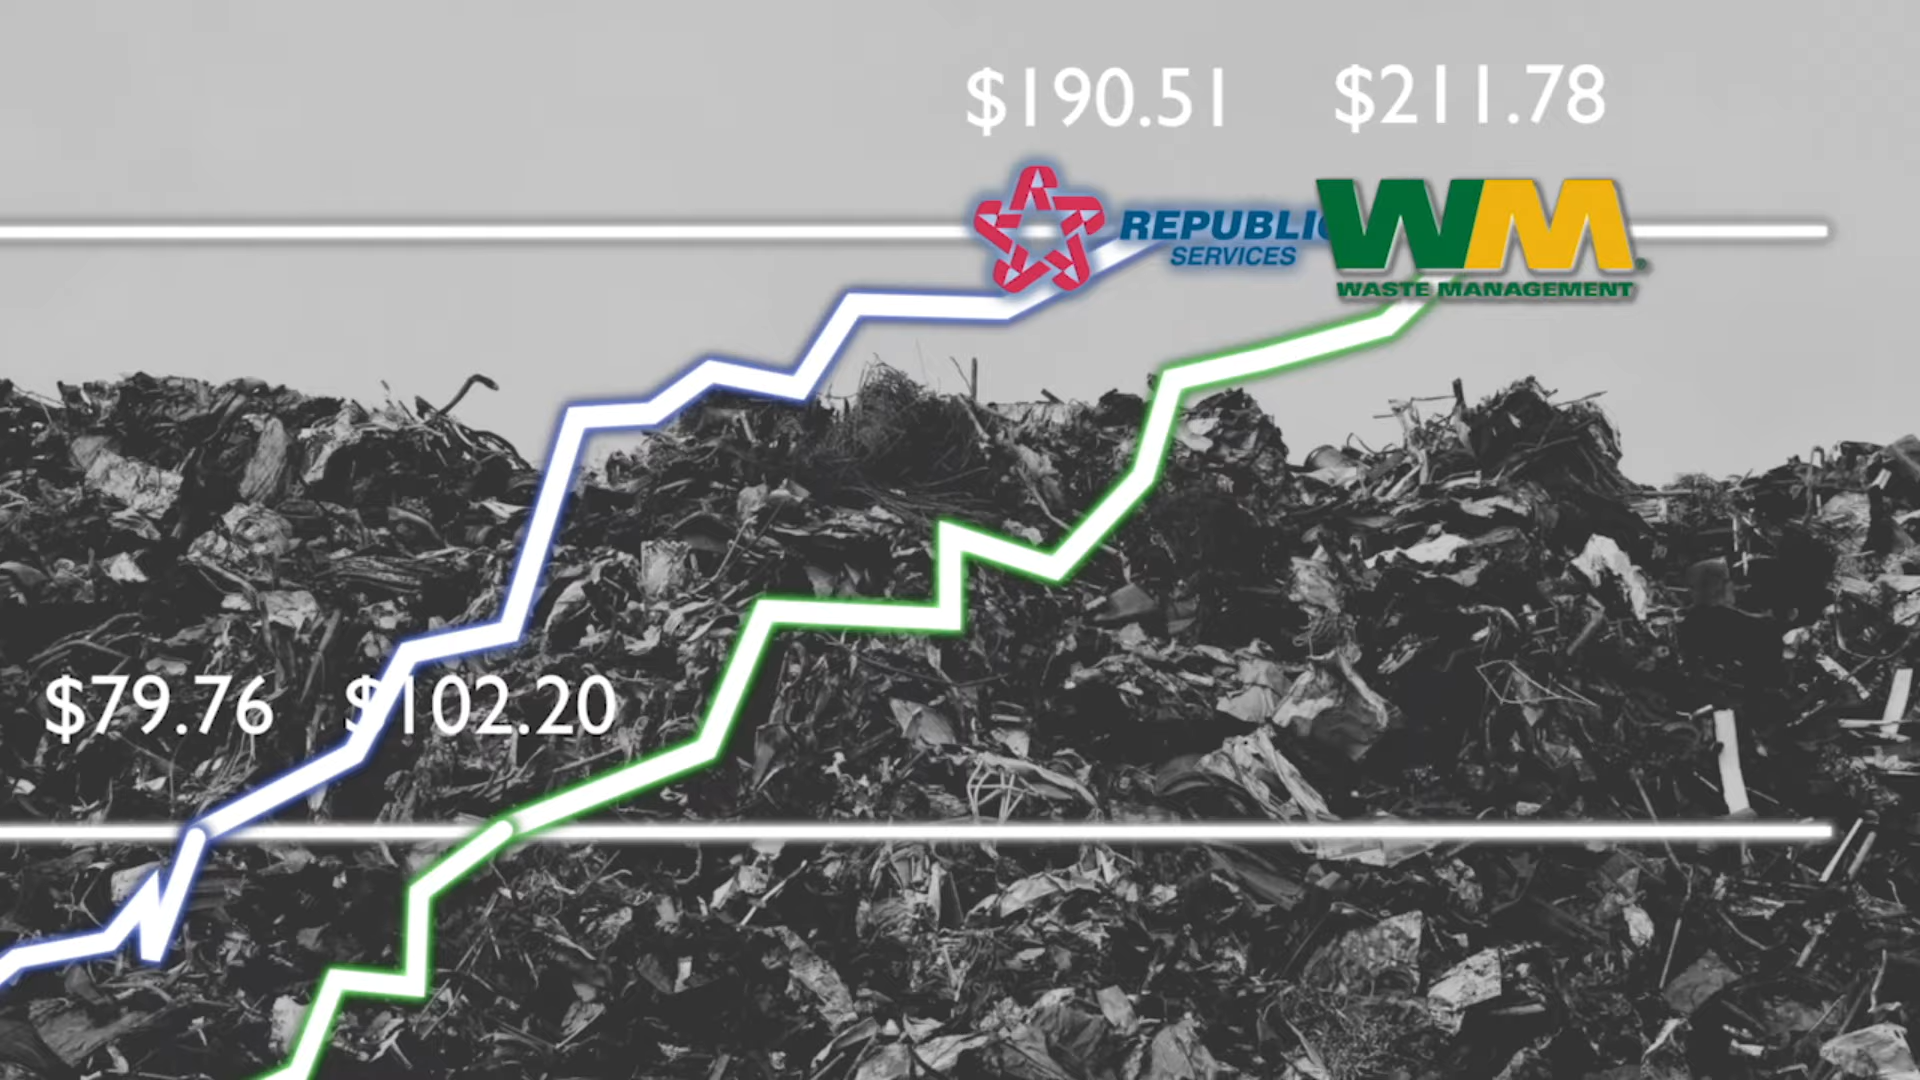 $190.51 $211.78
REPUBLIC
SERVICES
WM
WASTE MANAGEMENT
$79.76 $102.20